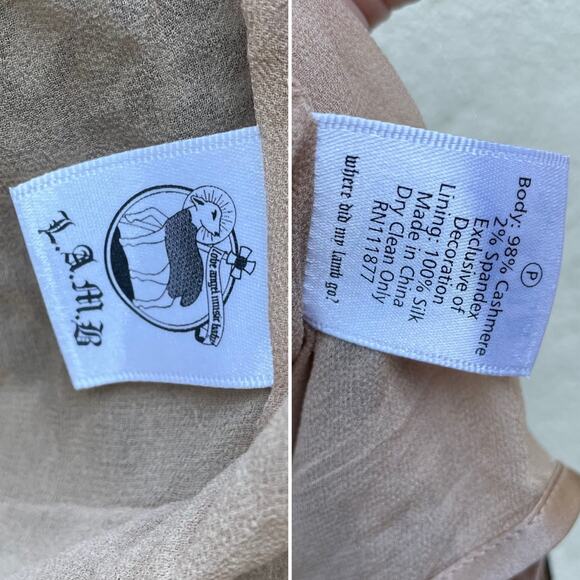 love angel music baby
L.A.M.B
P
Body: 98% Cashmere
2% Spandex
Exclusive of
Decoration
Lining: 100% Silk
Made in China
Dry Clean Only
RN111877
where did my lamb go?